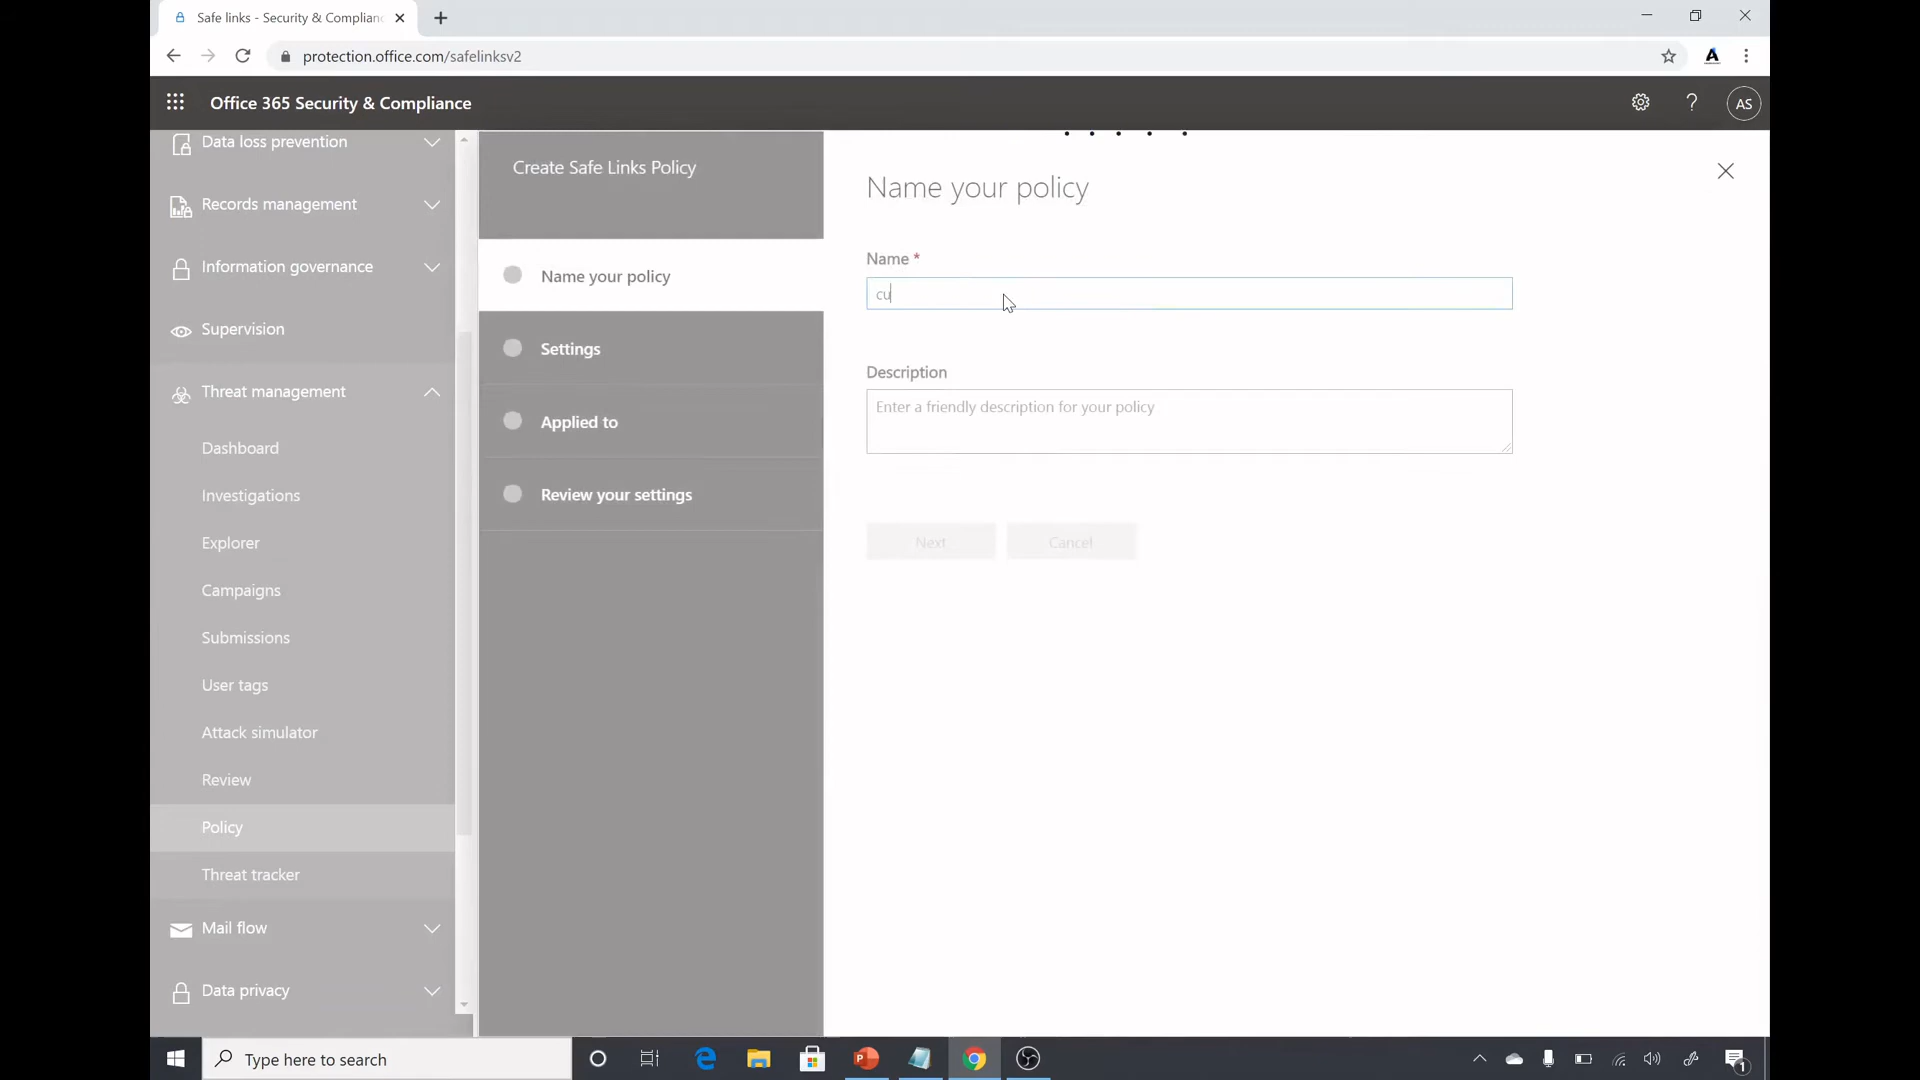 Safe links - Security & Complianc
protection.office.com/safelinksv2
A
Office 365 Security & Compliance
?
AS
Data loss prevention
Records management
Information governance
Supervision
Threat management
Dashboard
Investigations
Explorer
Campaigns
Submissions
User tags
Attack simulator
Review
Policy
Threat tracker
Mail flow
Data privacy
Create Safe Links Policy
Name your policy
Settings
Applied to
Review your settings
Name your policy
Name *
cu
Description
Enter a friendly description for your policy
Next
Cancel
Type here to search
1